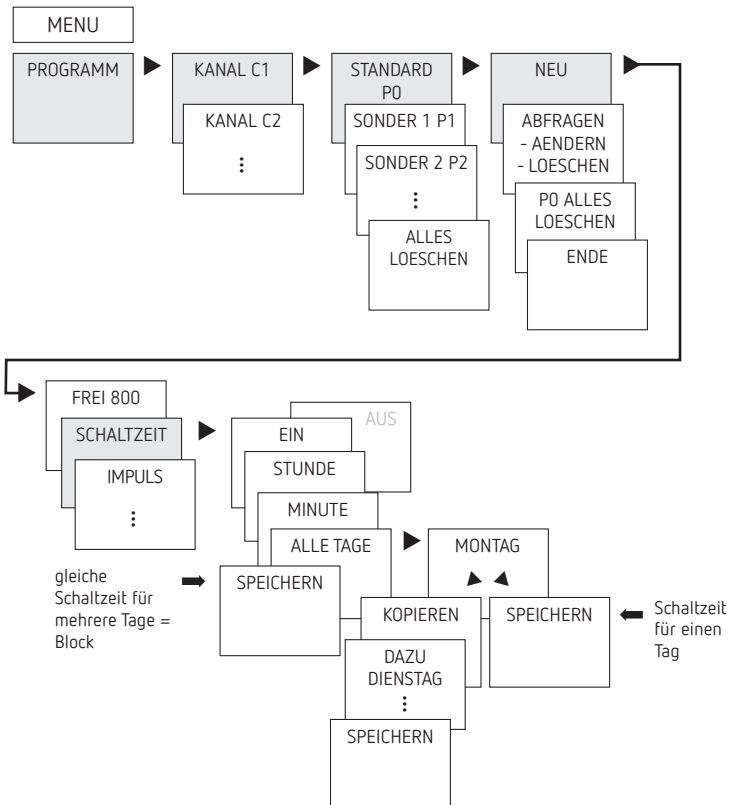 MENU
PROGRAMM
KANAL C1
KANAL C2
STANDARD
P0
SONDER 1 P1
SONDER 2 P2
ALLES
LOESCHEN
NEU
ABFRAGEN
- AENDERN
- LOESCHEN
P0 ALLES
LOESCHEN
ENDE
FREI 800
SCHALTZEIT
IMPULS
AUS
EIN
STUNDE
MINUTE
ALLE TAGE
SPEICHERN
gleiche
Schaltzeit für
mehrere Tage =
Block
MONTAG
KOPIEREN
DAZU
DIENSTAG
SPEICHERN
SPEICHERN
Schaltzeit
für einen
Tag